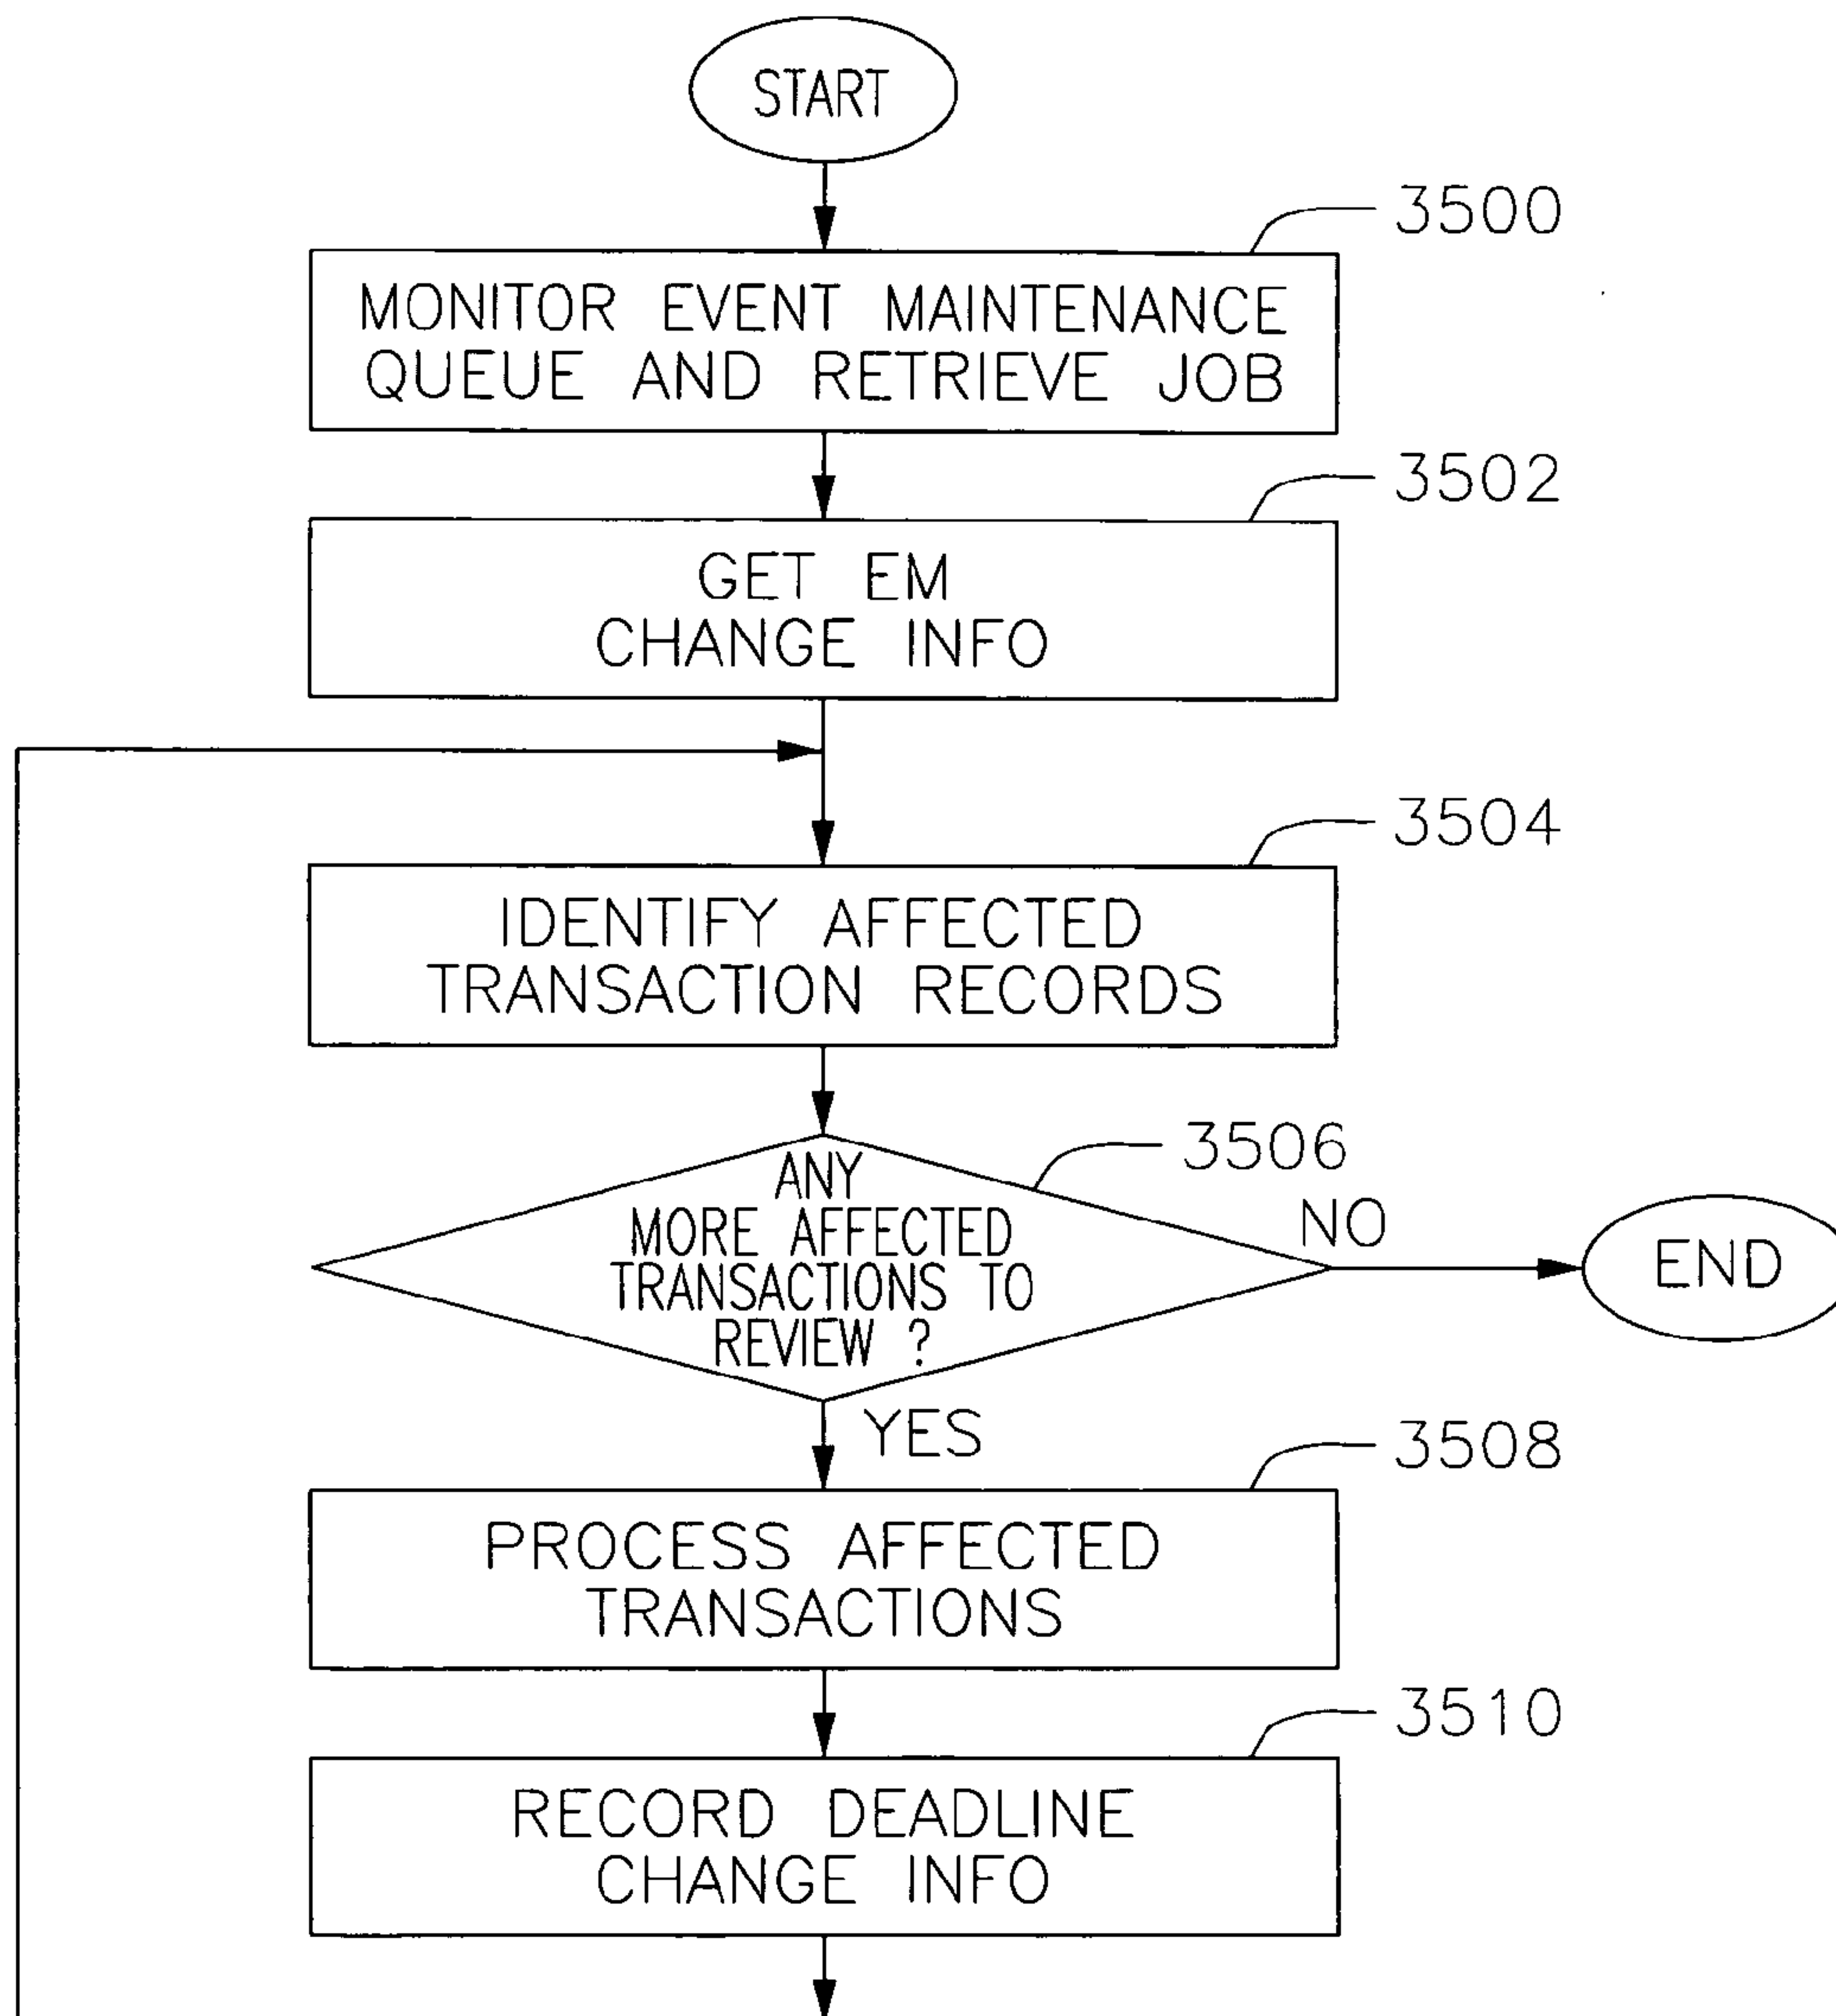 START
3500
MONITOR EVENT MAINTENANCE
QUEUE AND RETRIEVE JOB
3502
GET EM
CHANGE INFO
3504
IDENTIFY AFFECTED
TRANSACTION RECORDS
3506
ANY
MORE AFFECTED
TRANSACTIONS TO
REVIEW ?
NO
END
YES
3508
PROCESS AFFECTED
TRANSACTIONS
3510
RECORD DEADLINE
CHANGE INFO